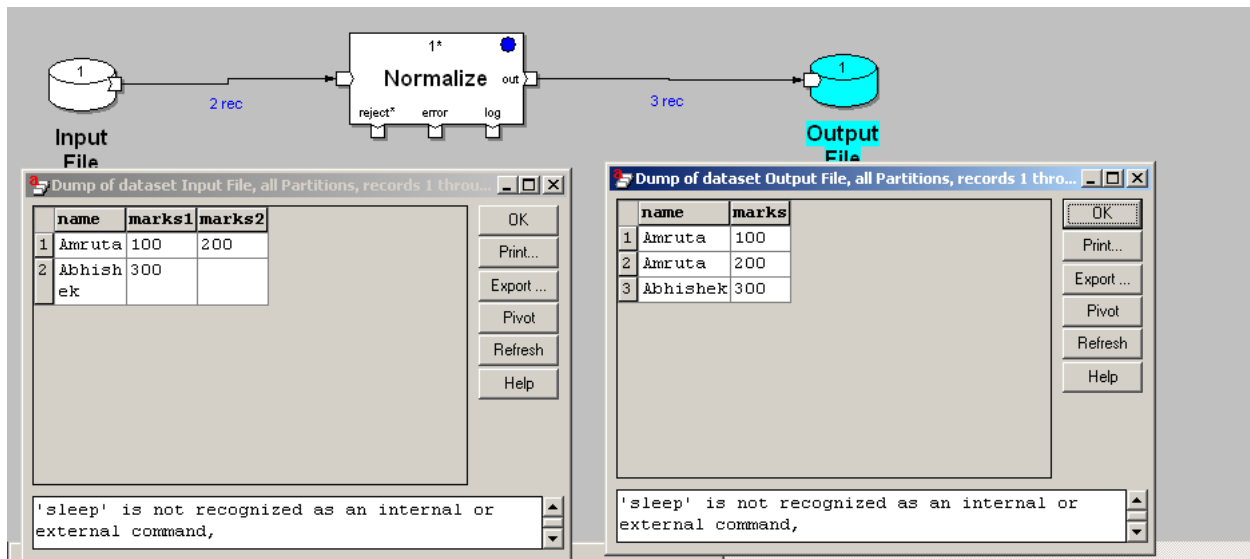 1
1*
Normalize
out
reject* error log
2 rec
3 rec
1
Input
File
Output
File
Dump of dataset Input File, all Partitions, records 1 throu...
name marks1 marks2
1 Amruta 100 200
2 Abhish 300
ek
OK
Print...
Export ...
Pivot
Refresh
Help
'sleep' is not recognized as an internal or
external command,
Dump of dataset Output File, all Partitions, records 1 thro...
name marks
1 Amruta 100
2 Amruta 200
3 Abhishek 300
OK
Print...
Export ...
Pivot
Refresh
Help
'sleep' is not recognized as an internal or
external command,